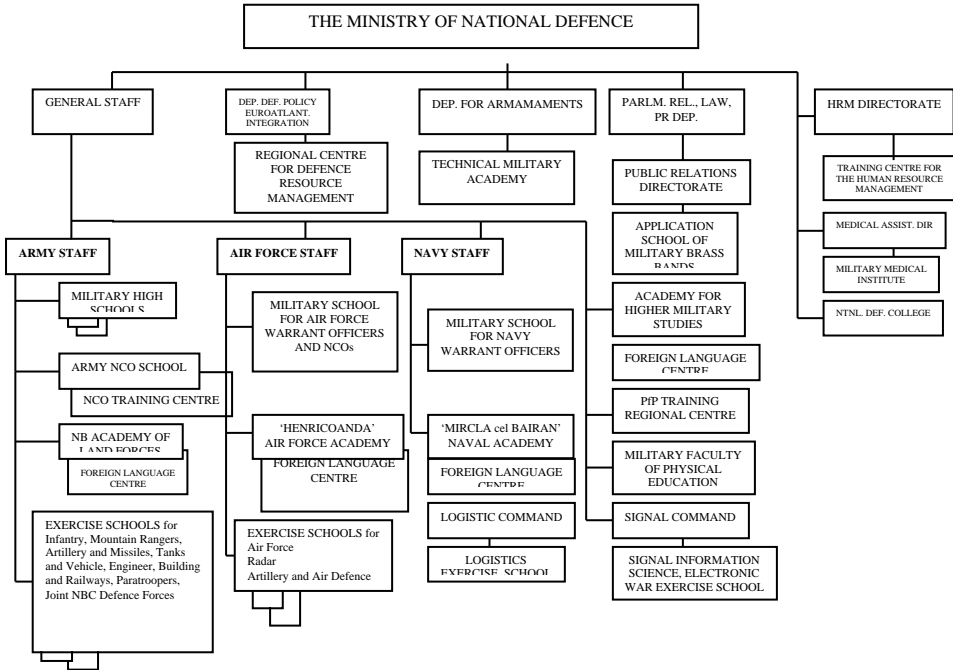 THE MINISTRY OF NATIONAL DEFENCE
GENERAL STAFF
DEP. DEF. POLICY
EUROATLANT.
INTEGRATION
DEP. FOR ARMAMAMENTS
PARLM. REL., LAW,
PR DEP.
HRM DIRECTORATE
REGIONAL CENTRE
FOR DEFENCE
RESOURCE
MANAGEMENT
TECHNICAL MILITARY
ACADEMY
PUBLIC RELATIONS
DIRECTORATE
TRAINING CENTRE FOR
THE HUMAN RESOURCE
MANAGEMENT
APPLICATION
SCHOOL OF
MILITARY BRASS
BANDS
MEDICAL ASSIST. DIR
MILITARY MEDICAL
INSTITUTE
NTNL. DEF. COLLEGE
ARMY STAFF
AIR FORCE STAFF
NAVY STAFF
MILITARY HIGH
SCHOOLS
MILITARY SCHOOL
FOR AIR FORCE
WARRANT OFFICERS
AND NCOs
MILITARY SCHOOL
FOR NAVY
WARRANT OFFICERS
ACADEMY FOR
HIGHER MILITARY
STUDIES
FOREIGN LANGUAGE
CENTRE
ARMY NCO SCHOOL
NCO TRAINING CENTRE
PfP TRAINING
REGIONAL CENTRE
NB ACADEMY OF
LAND FORCES
FOREIGN LANGUAGE
CENTRE
'HENRICOANDA'
AIR FORCE ACADEMY
FOREIGN LANGUAGE
CENTRE
'MIRCLA cel BAIRAN'
NAVAL ACADEMY
FOREIGN LANGUAGE
CENTRE
MILITARY FACULTY
OF PHYSICAL
EDUCATION
EXERCISE SCHOOLS for
Infantry, Mountain Rangers,
Artillery and Missiles, Tanks
and Vehicle, Engineer, Building
and Railways, Paratroopers,
Joint NBC Defence Forces
EXERCISE SCHOOLS for
Air Force
Radar
Artillery and Air Defence
LOGISTIC COMMAND
LOGISTICS
EXERCISE SCHOOL
SIGNAL COMMAND
SIGNAL INFORMATION
SCIENCE, ELECTRONIC
WAR EXERCISE SCHOOL